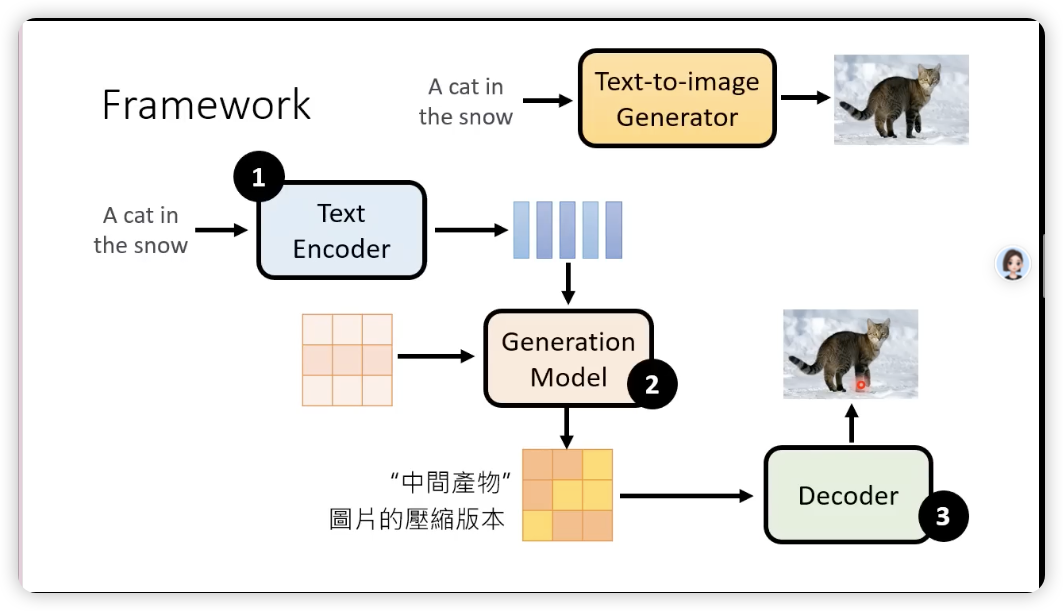 Framework
A cat in
the snow
Text-to-image
Generator
1
A cat in
the snow
Text
Encoder
Generation
Model
2
“中間產物”
圖片的壓縮版本
Decoder
3